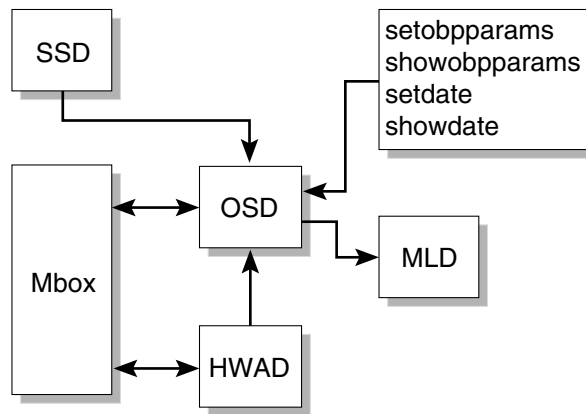 SSD
setobpparams
showobpparams
setdate
showdate
OSD
Mbox
MLD
HWAD